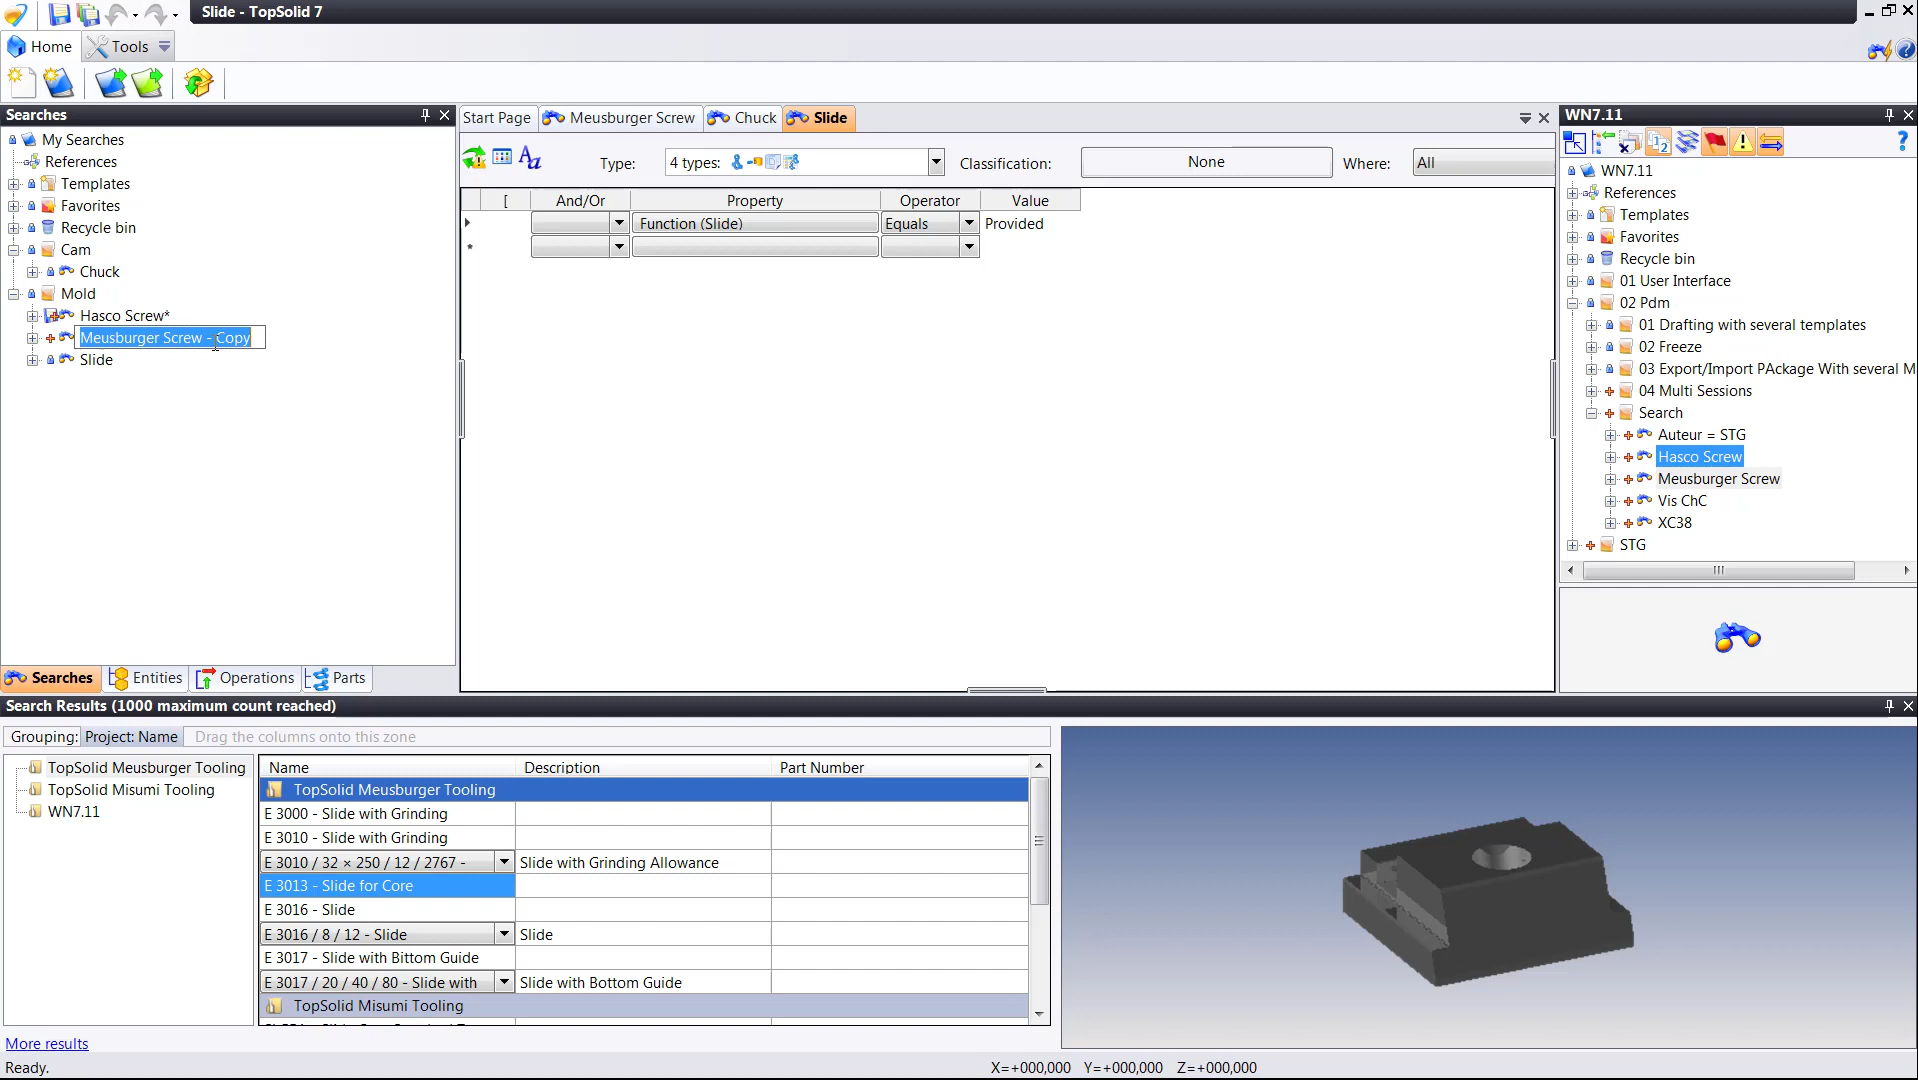 Slide - TopSolid 7
Home
Tools
Searches
My Searches
References
Templates
Favorites
Recycle bin
Cam
Chuck
Mold
Hasco Screw*
Meusburger Screw - Copy
Slide
Searches
Entities
Operations
Parts
Start Page
Meusburger Screw
Chuck
Slide
Type:
4 types:
Classification:
None
Where:
All
[
And/Or
Property
Operator
Value
Function (Slide)
Equals
Provided
*
WN7.11
WN7.11
References
Templates
Favorites
Recycle bin
01 User Interface
02 Pdm
01 Drafting with several templates
02 Freeze
03 Export/Import PAckage With several M
04 Multi Sessions
Search
Auteur = STG
Hasco Screw
Meusburger Screw
Vis ChC
XC38
STG
Search Results (1000 maximum count reached)
Grouping:
Project: Name
Drag the columns onto this zone
TopSolid Meusburger Tooling
TopSolid Misumi Tooling
WN7.11
Name
Description
Part Number
TopSolid Meusburger Tooling
E 3000 - Slide with Grinding
E 3010 - Slide with Grinding
E 3010 / 32 × 250 / 12 / 2767 -
Slide with Grinding Allowance
E 3013 - Slide for Core
E 3016 - Slide
E 3016 / 8 / 12 - Slide
Slide
E 3017 - Slide with Bittom Guide
E 3017 / 20 / 40 / 80 - Slide with
Slide with Bottom Guide
TopSolid Misumi Tooling
More results
Ready.
X=+000,000 Y=+000,000 Z=+000,000